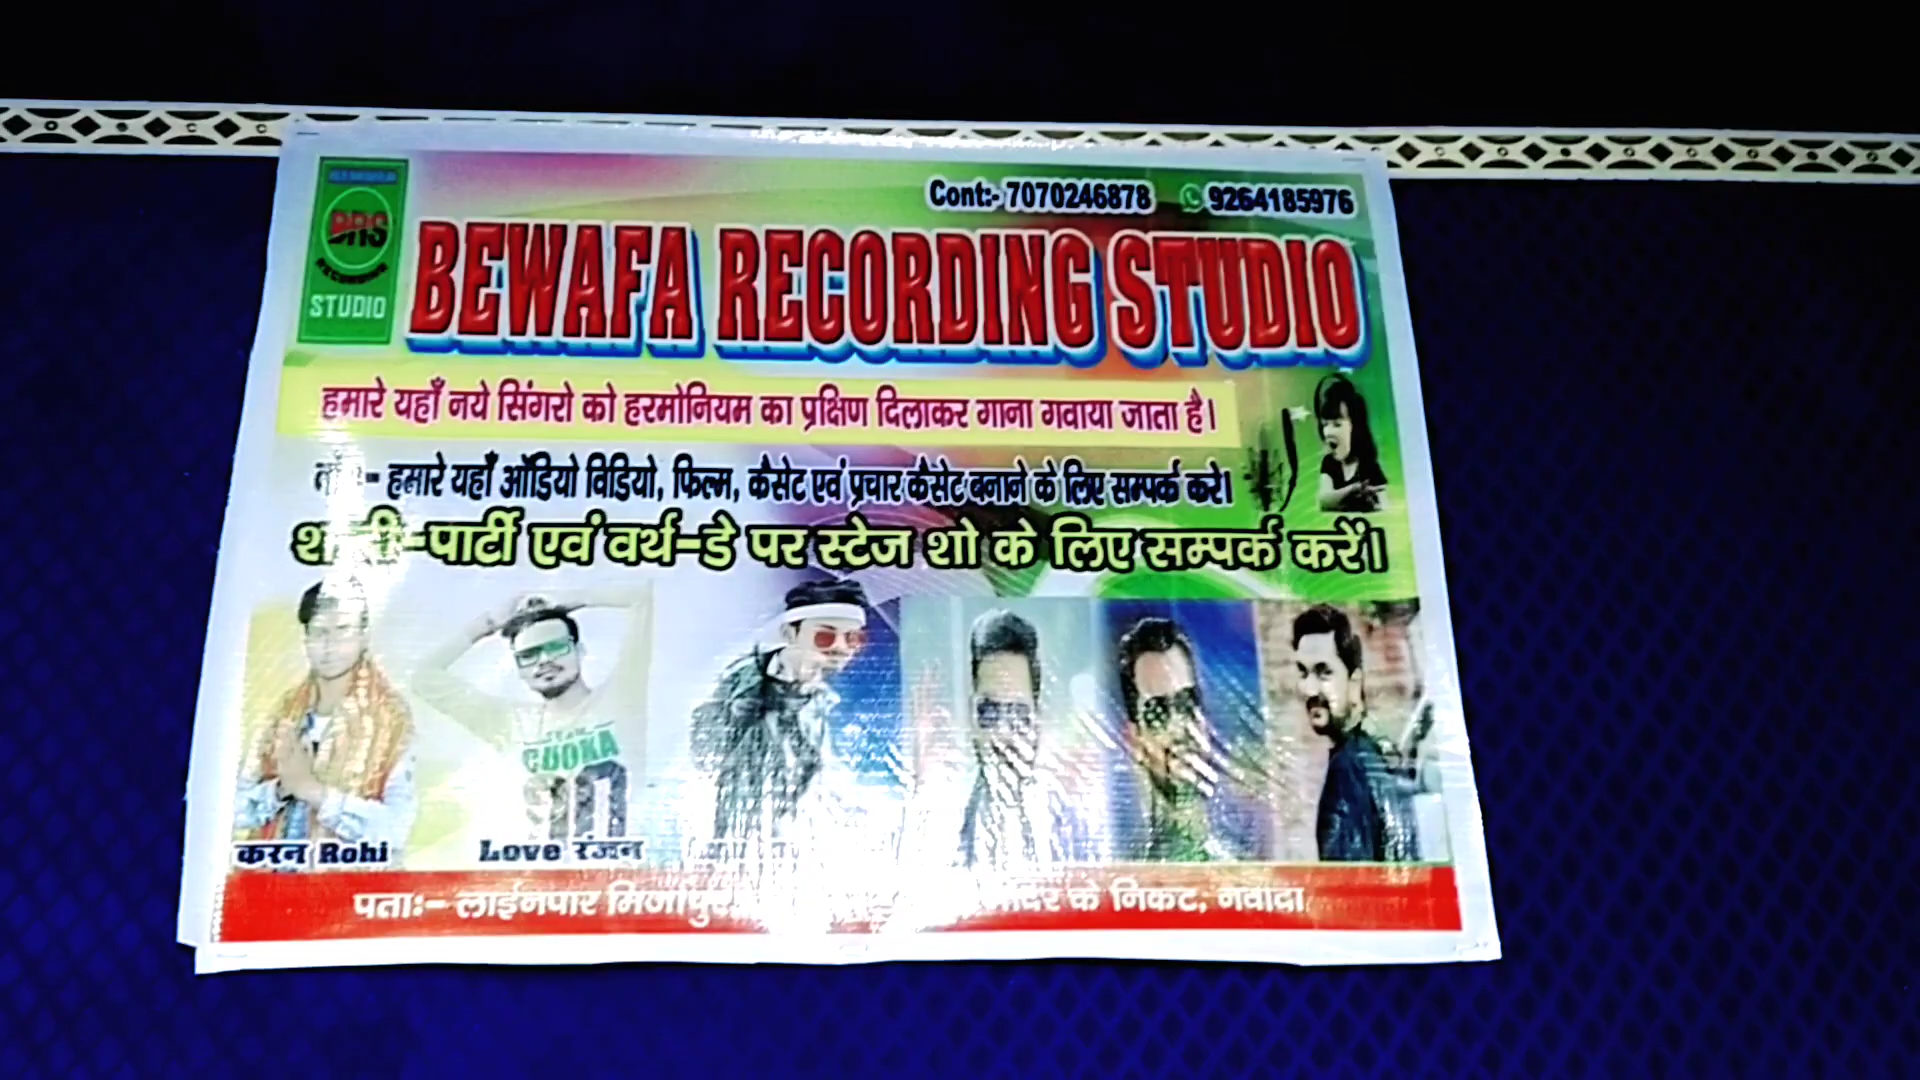 Cont:- 7070246878 9264185976
BRS
STUDIO
BEWAFA RECORDING STUDIO
हमारे यहाँ नये सिंगरो को हरमोनियम का प्रक्षिण दिलाकर गाना गवाया जाता है।
हमारे यहाँ ऑडियो विडियो, फिल्म, कैसेट एवं प्रचार कैसेट बनाने के लिए सम्पर्क करे।
पार्टी एवं वर्थ-डे पर स्टेज शो के लिए सम्पर्क करें।
करन Rohi
Love रंजन
पता:- लाईनपार के निकट, नवादा